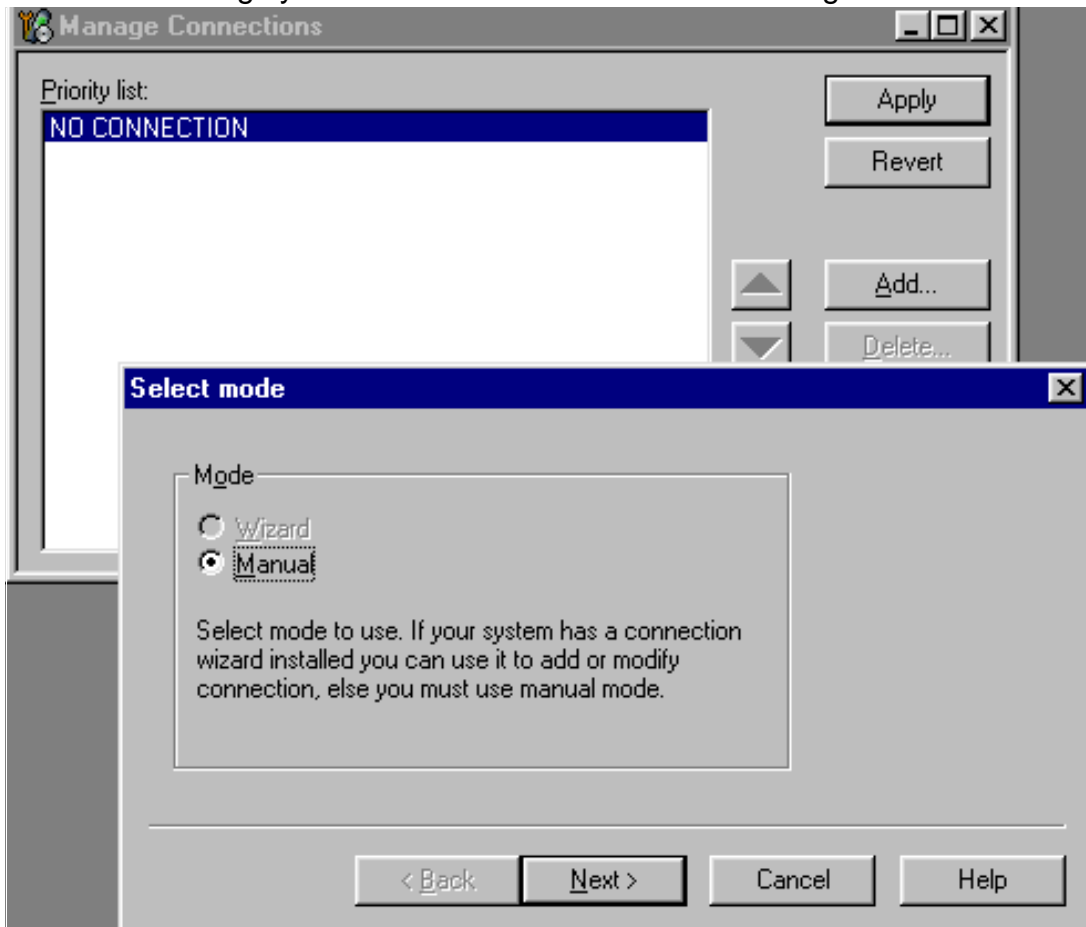 Manage Connections
Priority list:
NO CONNECTION
Apply
Revert
Add...
Delete...
Select mode
Mode
Wizard
Manual
Select mode to use. If your system has a connection
wizard installed you can use it to add or modify
connection, else you must use manual mode.
< Back
Next >
Cancel
Help